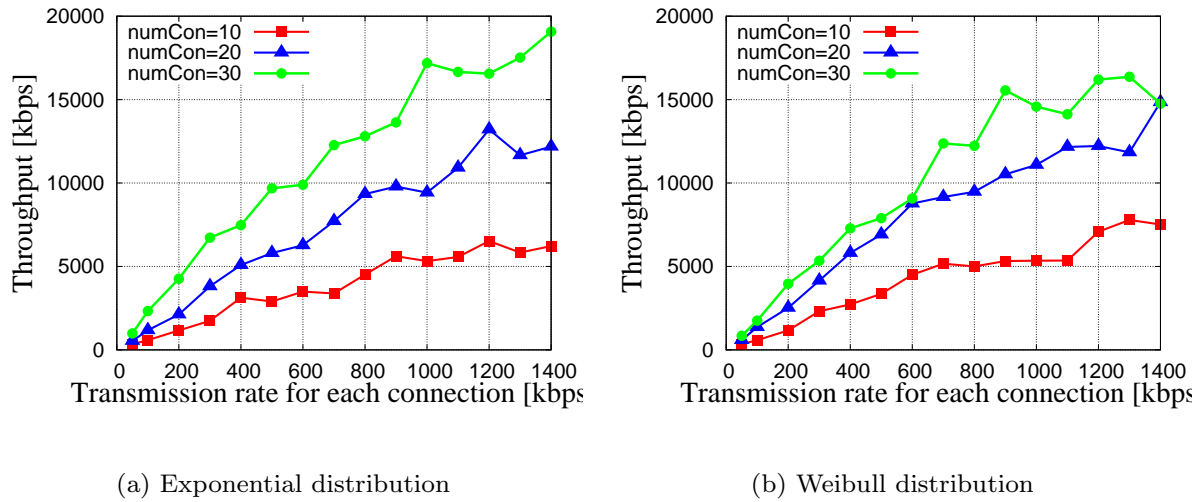 20000
15000
10000
5000
0
Throughput [kbps]
numCon=10
numCon=20
numCon=30
0 200 400 600 800 1000 1200 1400
Transmission rate for each connection [kbps
(a) Exponential distribution
20000
15000
10000
5000
0
Throughput [kbps]
numCon=10
numCon=20
numCon=30
0 200 400 600 800 1000 1200 1400
Transmission rate for each connection [kbps
(b) Weibull distribution